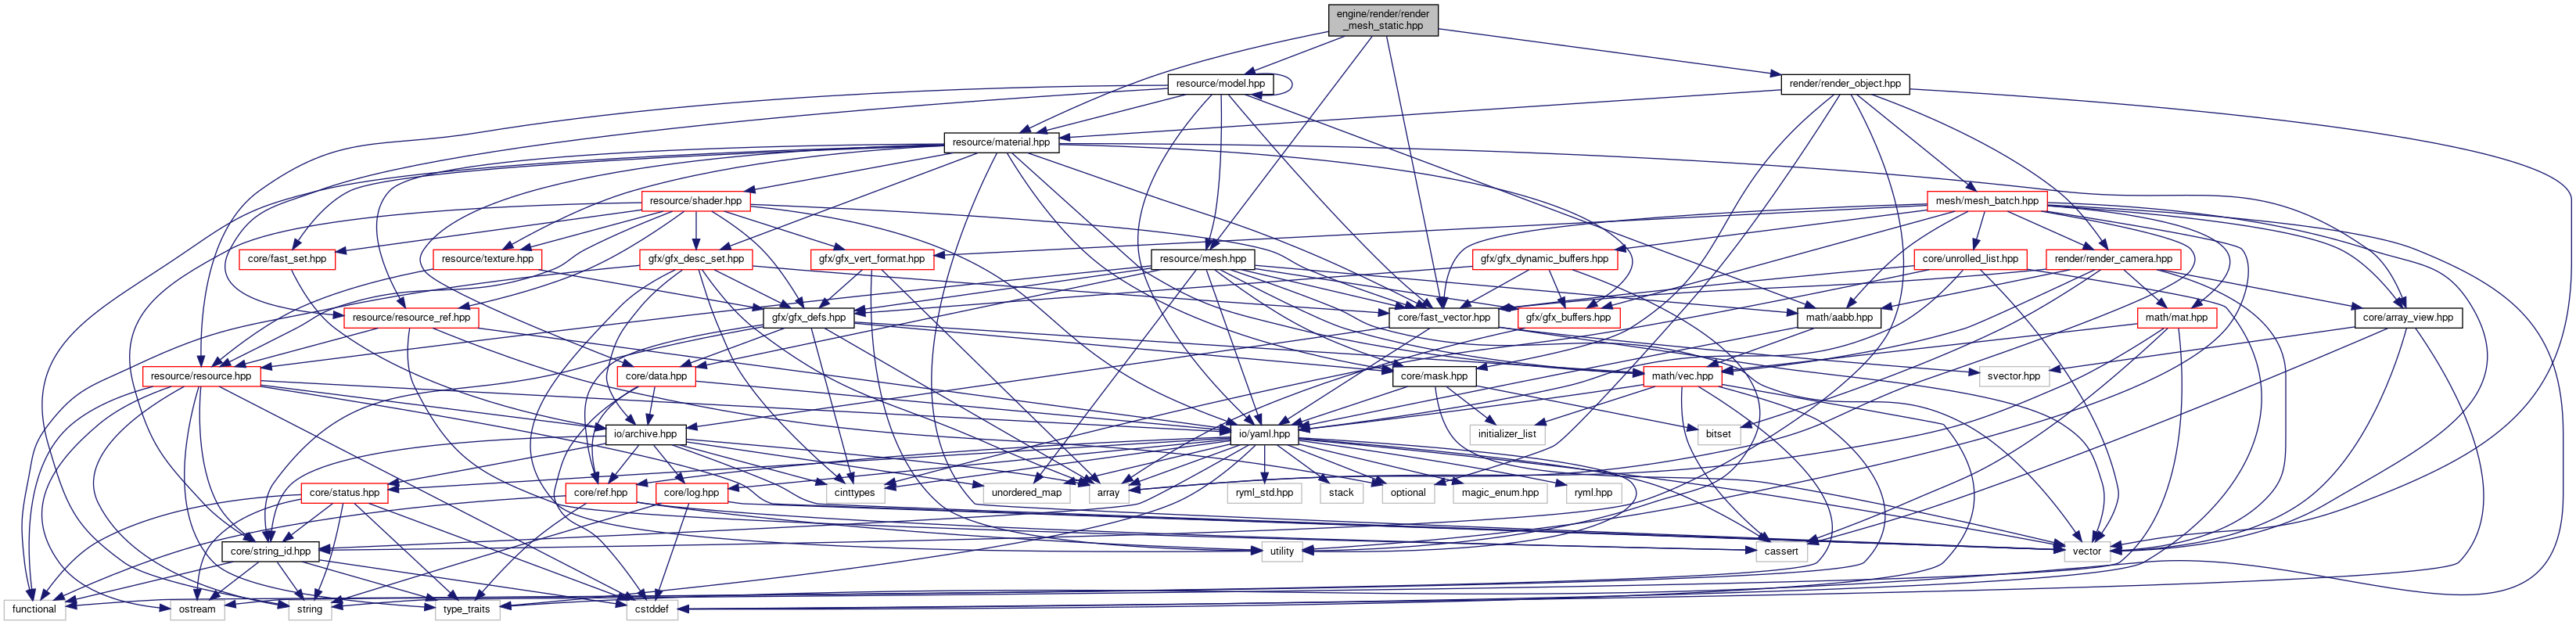 engine/render/render
_mesh_static.hpp
resource/model.hpp
render/render_object.hpp
resource/material.hpp
resource/shader.hpp
mesh/mesh_batch.hpp
core/fast_set.hpp
resource/texture.hpp
gfx/gfx_desc_set.hpp
gfx/gfx_vert_format.hpp
resource/mesh.hpp
gfx/gfx_dynamic_buffers.hpp
core/unrolled_list.hpp
render/render_camera.hpp
resource/resource_ref.hpp
gfx/gfx_defs.hpp
core/fast_vector.hpp
gfx/gfx_buffers.hpp
math/aabb.hpp
math/mat.hpp
core/array_view.hpp
resource/resource.hpp
core/data.hpp
core/mask.hpp
math/vec.hpp
svector.hpp
io/archive.hpp
io/yaml.hpp
initializer_list
bitset
core/status.hpp
core/ref.hpp
core/log.hpp
cinttypes
unordered_map
array
ryml_std.hpp
stack
optional
magic_enum.hpp
ryml.hpp
core/string_id.hpp
utility
cassert
vector
functional
ostream
string
type_traits
cstddef